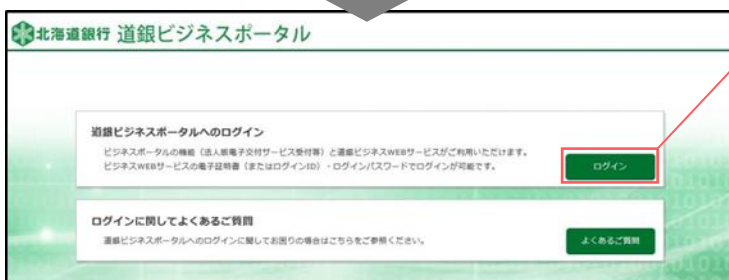 北海道銀行 道銀ビジネスポータル
道銀ビジネスポータルへのログイン
ビジネスポータルの機能（法人版電子交付サービス受付等）と道銀ビジネスWEBサービスがご利用いただけます。
ビジネスWEBサービスの電子証明書（またはログインID）・ログインパスワードでログインが可能です。
ログイン
ログインに関してよくあるご質問
道銀ビジネスポータルへのログインに関してお困りの場合はこちらをご参照ください。
よくあるご質問